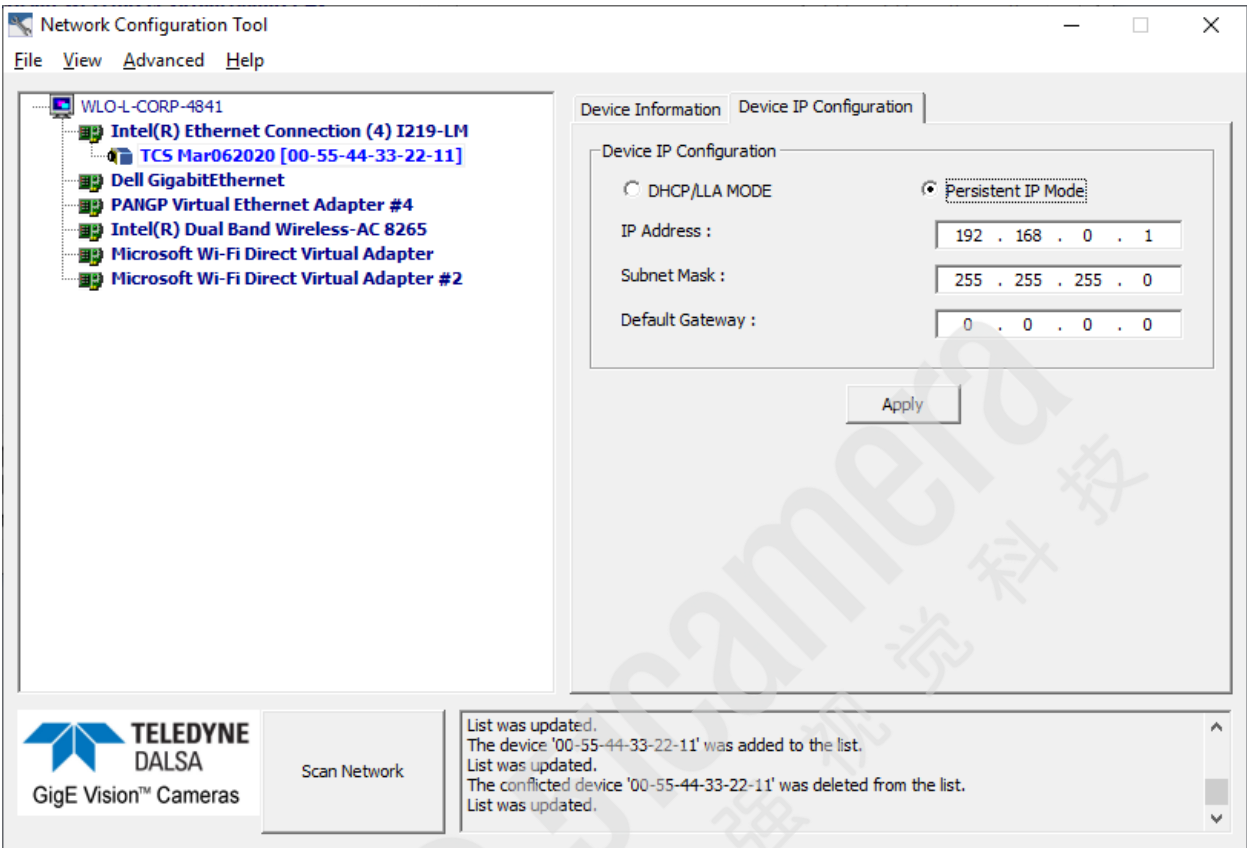 Network Configuration Tool
File View Advanced Help
WLO-L-CORP-4841
Intel(R) Ethernet Connection (4) I219-LM
TCS Mar062020 [00-55-44-33-22-11]
Dell GigabitEthernet
PANGP Virtual Ethernet Adapter #4
Intel(R) Dual Band Wireless-AC 8265
Microsoft Wi-Fi Direct Virtual Adapter
Microsoft Wi-Fi Direct Virtual Adapter #2
Device Information Device IP Configuration
Device IP Configuration
DHCP/LLA MODE Persistent IP Mode
IP Address : 192 . 168 . 0 . 1
Subnet Mask : 255 . 255 . 255 . 0
Default Gateway : 0 . 0 . 0 . 0
Apply
TELEDYNE
DALSA
GigE Vision™ Cameras
Scan Network
List was updated.
The device '00-55-44-33-22-11' was added to the list.
List was updated.
The conflicted device '00-55-44-33-22-11' was deleted from the list.
List was updated.
camera
强视觉科技